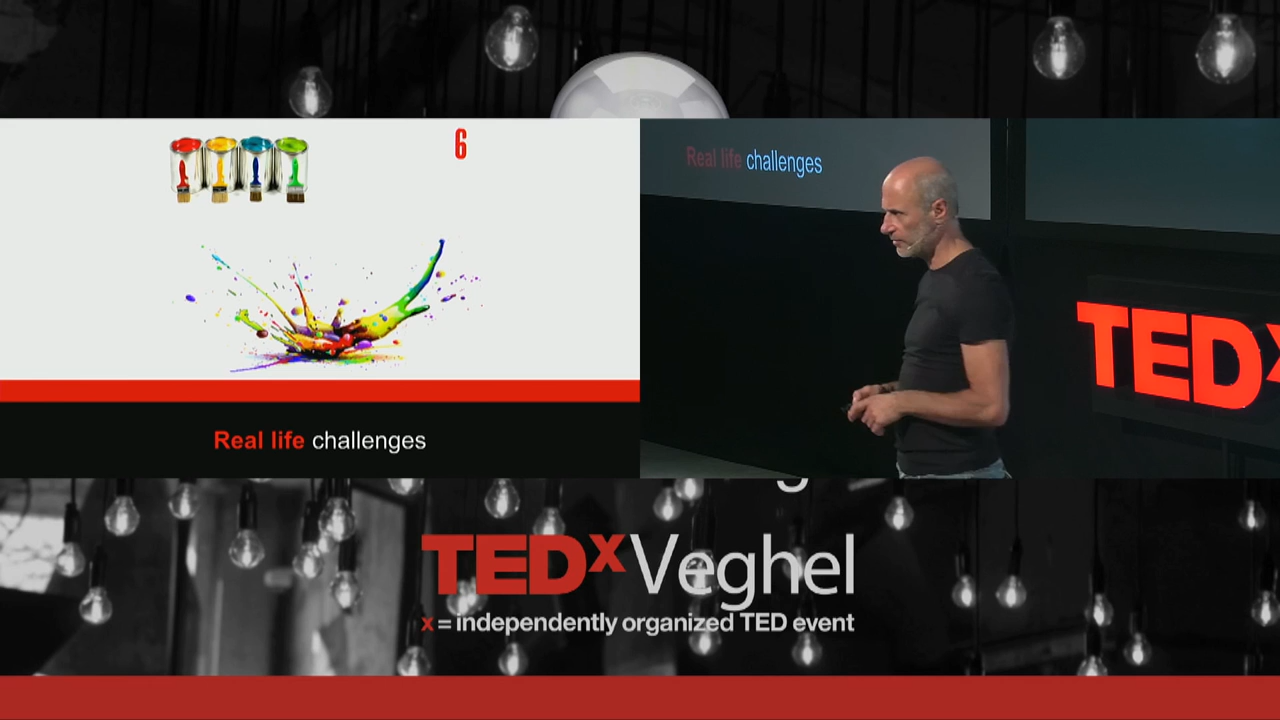 6
Real life challenges
Real life challenges
TEDx
TEDxVeghel
x = independently organized TED event